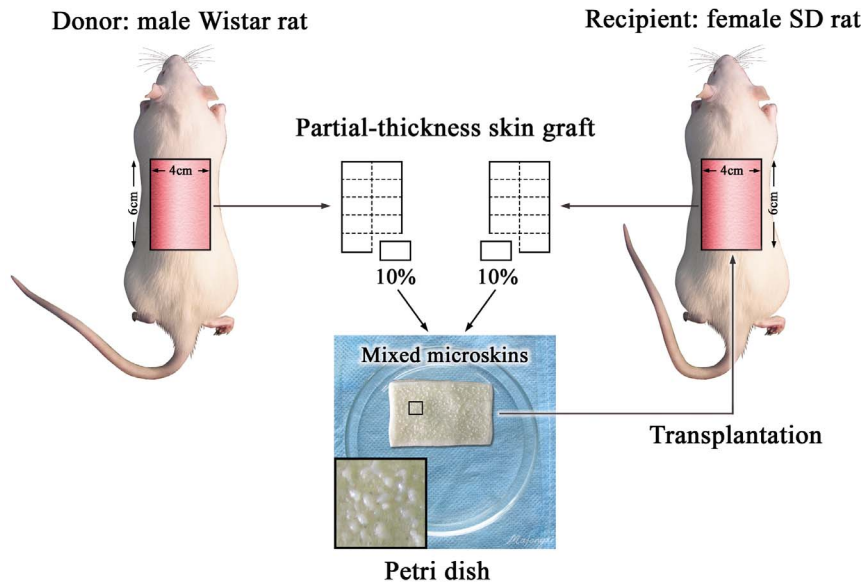 Donor: male Wistar rat
Recipient: female SD rat
Partial-thickness skin graft
4cm
6cm
4cm
6cm
10%
10%
Mixed microskins
Transplantation
Petri dish